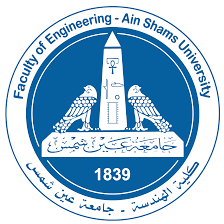 Faculty of Engineering - Ain Shams University
جامعة عين شمس
1839
كلية الهندسة - جامعة عين شمس